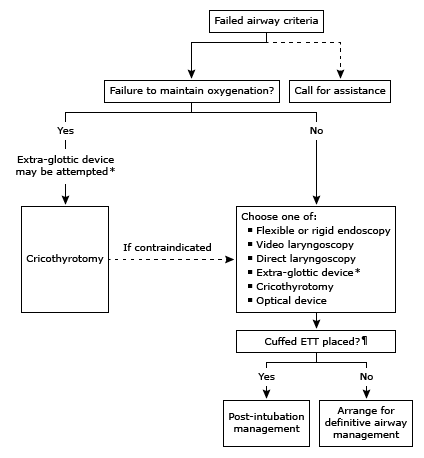 Failed airway criteria
Failure to maintain oxygenation?
Call for assistance
Yes
No
Extra-glottic device
may be attempted*
Cricothyrotomy
If contraindicated
Choose one of:
▪ Flexible or rigid endoscopy
▪ Video laryngoscopy
▪ Direct laryngoscopy
▪ Extra-glottic device*
▪ Cricothyrotomy
▪ Optical device
Cuffed ETT placed?¶
Yes
No
Post-intubation
management
Arrange for
definitive airway
management